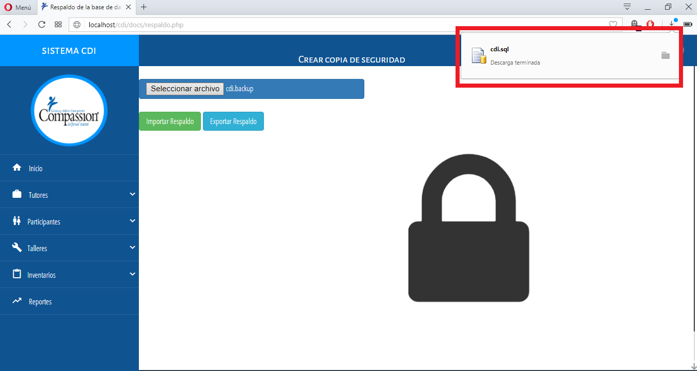 Menú
Respaldo de la base de da
localhost/cdi/docs/respaldo.php
SISTEMA CDI
CREAR COPIA DE SEGURIDAD
cdi.sql
Descarga terminada
Seleccionar archivo cdi.backup
Compassion
Importar Respaldo Exportar Respaldo
Inicio
Tutores
Participantes
Talleres
Inventarios
Reportes